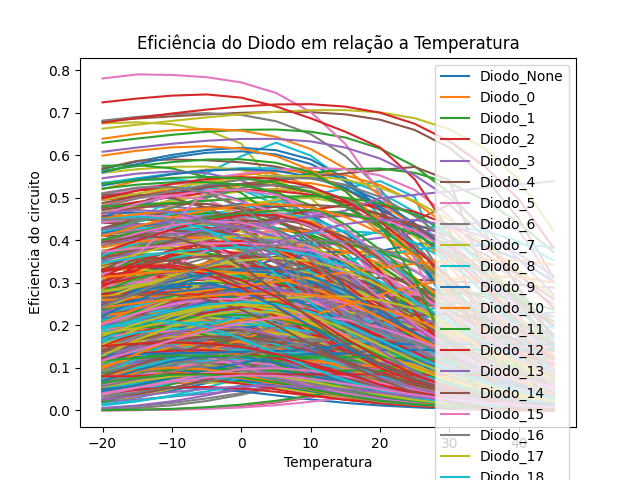 Eficiência do Diodo em relação a Temperatura
Eficiencia do circuito
0.8
0.7
0.6
0.5
0.4
0.3
0.2
0.1
0.0
−20
−10
0
10
20
30
40
Temperatura
Diodo_None
Diodo_0
Diodo_1
Diodo_2
Diodo_3
Diodo_4
Diodo_5
Diodo_6
Diodo_7
Diodo_8
Diodo_9
Diodo_10
Diodo_11
Diodo_12
Diodo_13
Diodo_14
Diodo_15
Diodo_16
Diodo_17
Diodo_18